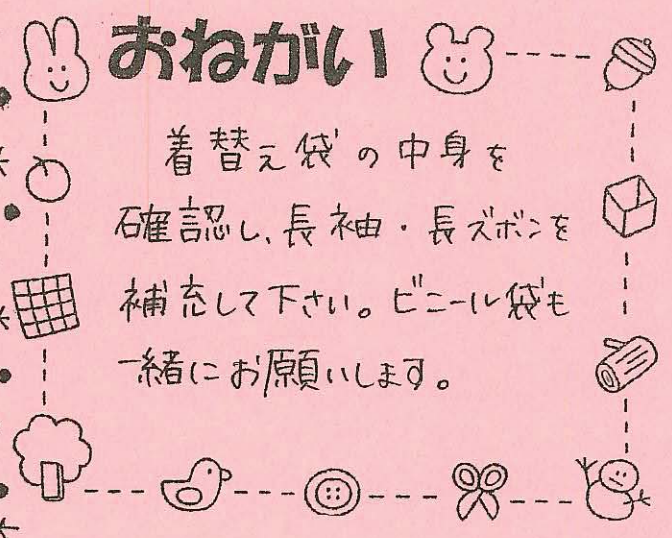 おねがい
着替え袋の中身を
確認し、長袖・長ズボンを
補充して下さい。ビニール袋も
一緒にお願いします。